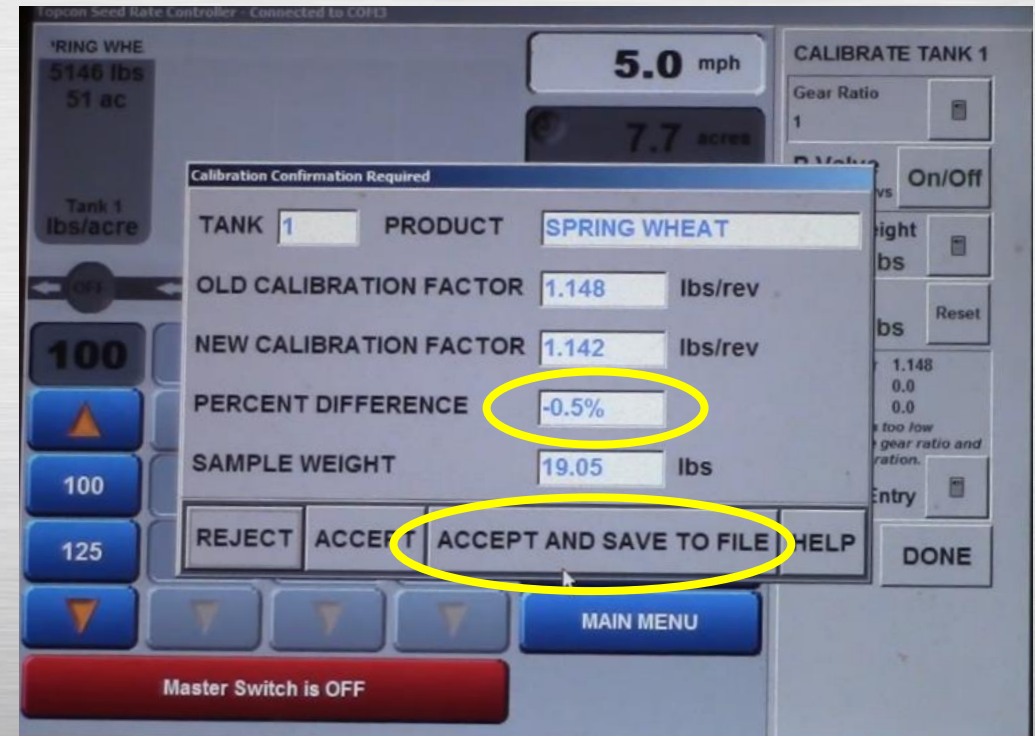 Topcon Seed Rate Controller - Connected to COM3
'RING WHE
5146 lbs
51 ac
Tank 1
lbs/acre
OFF
5.0 mph
7.7 acres
CALIBRATE TANK 1
Gear Ratio
1
On/Off
vs
ight
bs
Reset
bs
1.148
0.0
0.0
too low
gear ratio and
ration.
Entry
DONE
Calibration Confirmation Required
TANK 1 PRODUCT SPRING WHEAT
OLD CALIBRATION FACTOR 1.148 lbs/rev
NEW CALIBRATION FACTOR 1.142 lbs/rev
PERCENT DIFFERENCE -0.5%
SAMPLE WEIGHT 19.05 lbs
REJECT ACCEPT ACCEPT AND SAVE TO FILE HELP
100
100
125
MAIN MENU
Master Switch is OFF